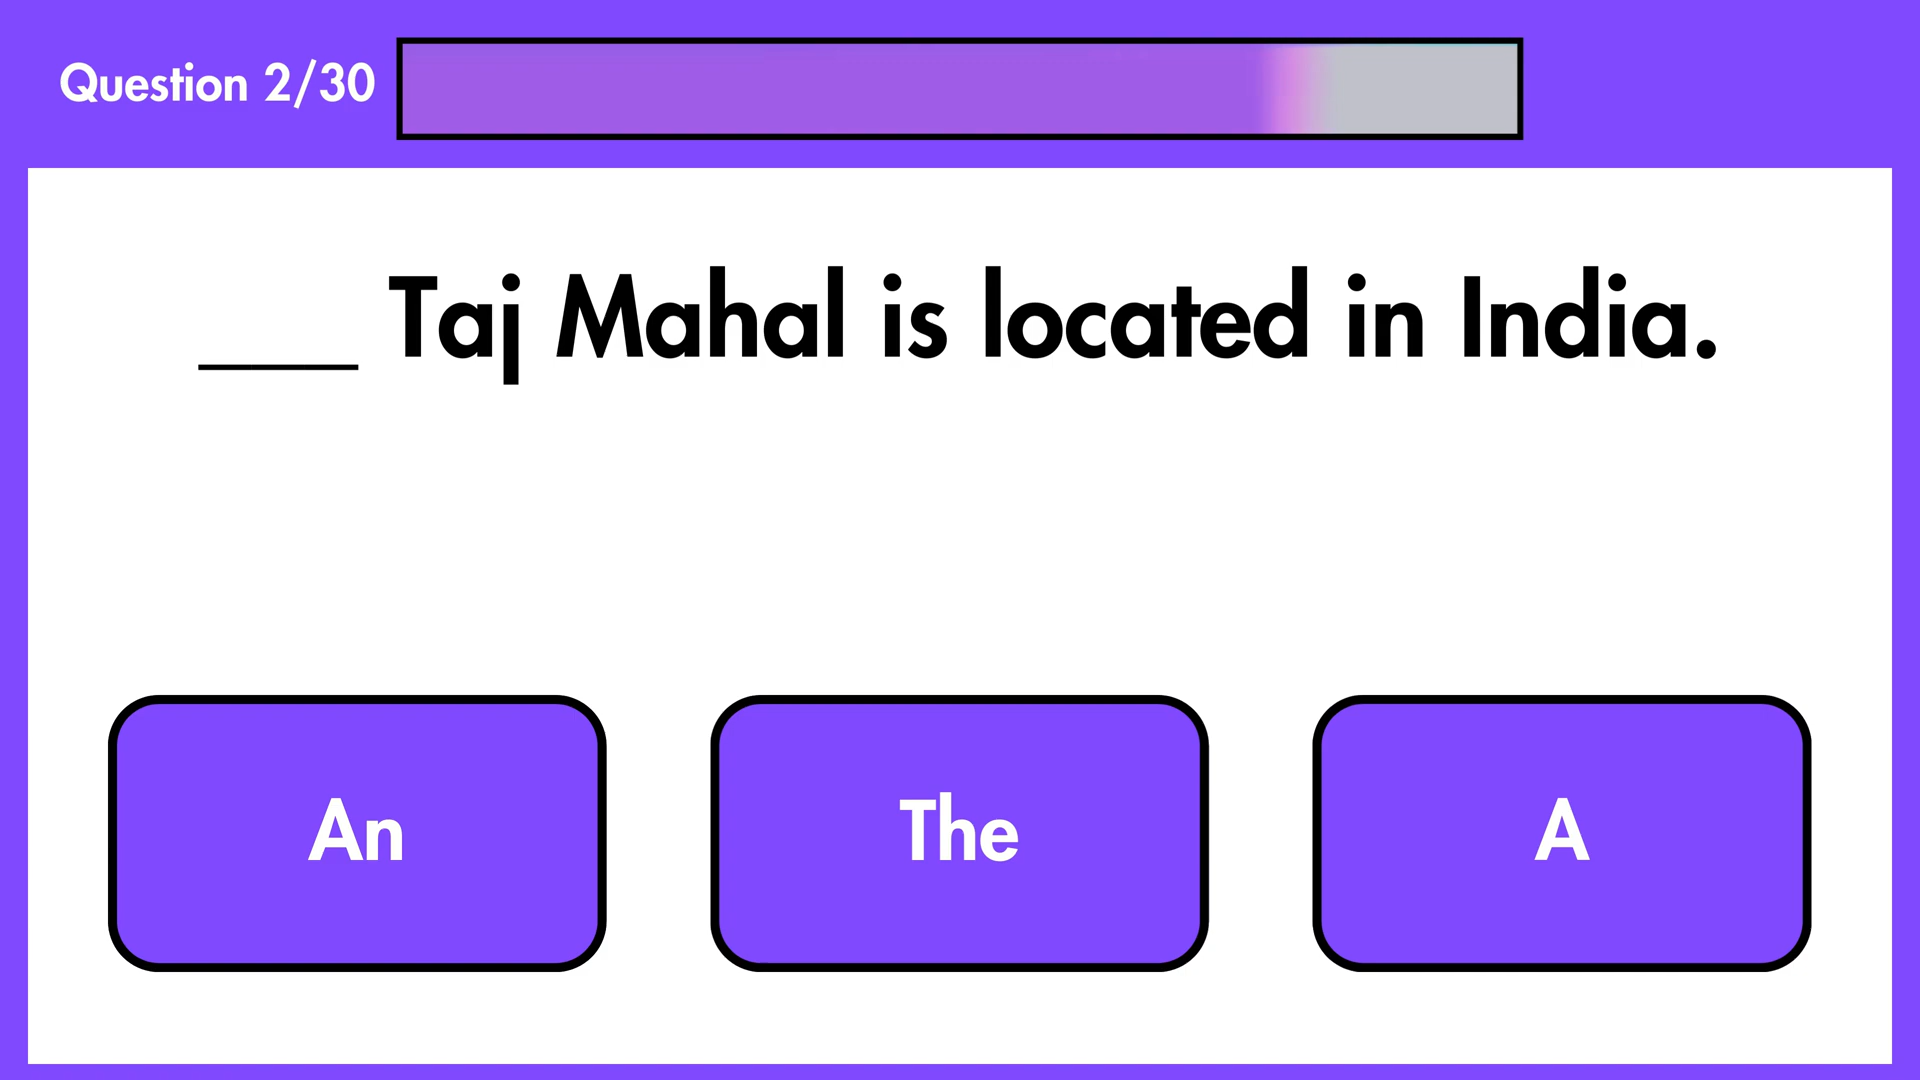 Question 2/30
___ Taj Mahal is located in India.
An
The
A